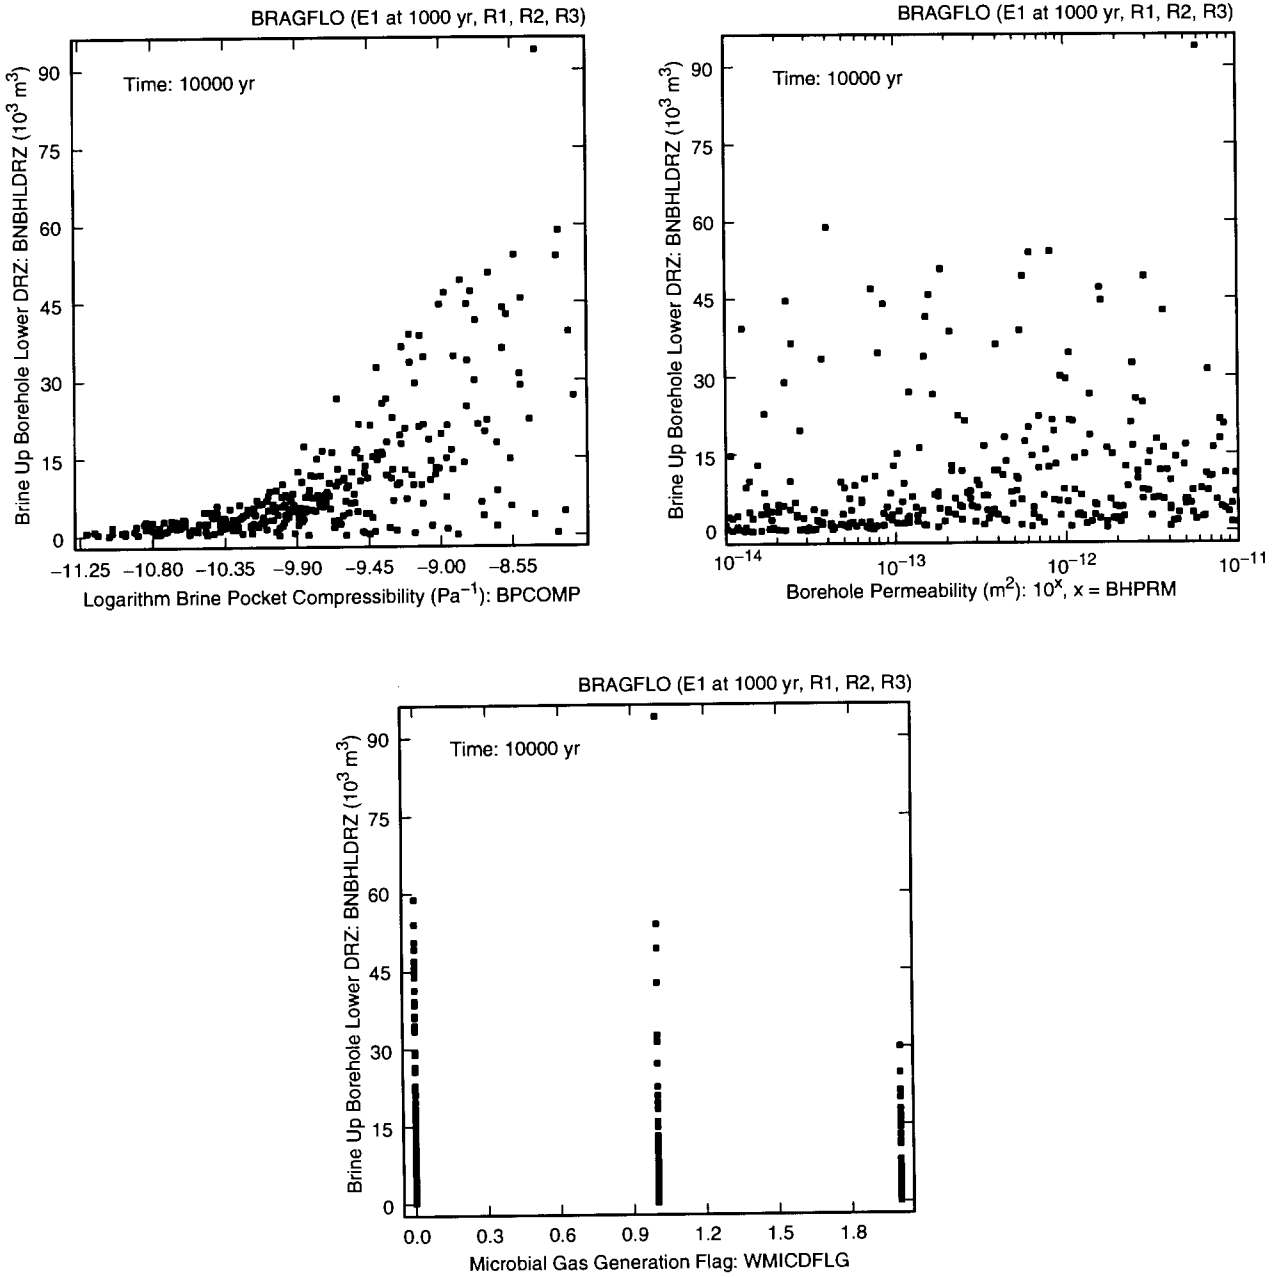 BRAGFLO (E1 at 1000 yr, R1, R2, R3)
Time: 10000 yr
Brine Up Borehole Lower DRZ: BNBHLDRZ (10³ m³)
90
75
60
45
30
15
0
−11.25 −10.80 −10.35 −9.90 −9.45 −9.00 −8.55
Logarithm Brine Pocket Compressibility (Pa⁻¹): BPCOMP
BRAGFLO (E1 at 1000 yr, R1, R2, R3)
Time: 10000 yr
Brine Up Borehole Lower DRZ: BNBHLDRZ (10³ m³)
90
75
60
45
30
15
0
10⁻¹⁴ 10⁻¹³ 10⁻¹² 10⁻¹¹
Borehole Permeability (m²): 10ˣ, x = BHPRM
BRAGFLO (E1 at 1000 yr, R1, R2, R3)
Time: 10000 yr
Brine Up Borehole Lower DRZ: BNBHLDRZ (10³ m³)
90
75
60
45
30
15
0
0.0 0.3 0.6 0.9 1.2 1.5 1.8
Microbial Gas Generation Flag: WMICDFLG